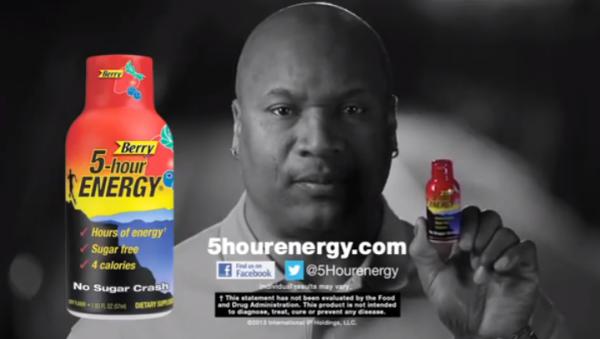 Berry
Berry
5-hour
ENERGY®
✓ Hours of energy†
✓ Sugar free
✓ 4 calories
No Sugar Crash
DIETARY
ENERGY
5hourenergy.com
Find us on
Facebook
@5Hourenergy
Individual results may vary.
† This statement has not been evaluated by the Food
and Drug Administration. This product is not intended
to diagnose, treat, cure or prevent any disease.
©2013 International IP Holdings, LLC.